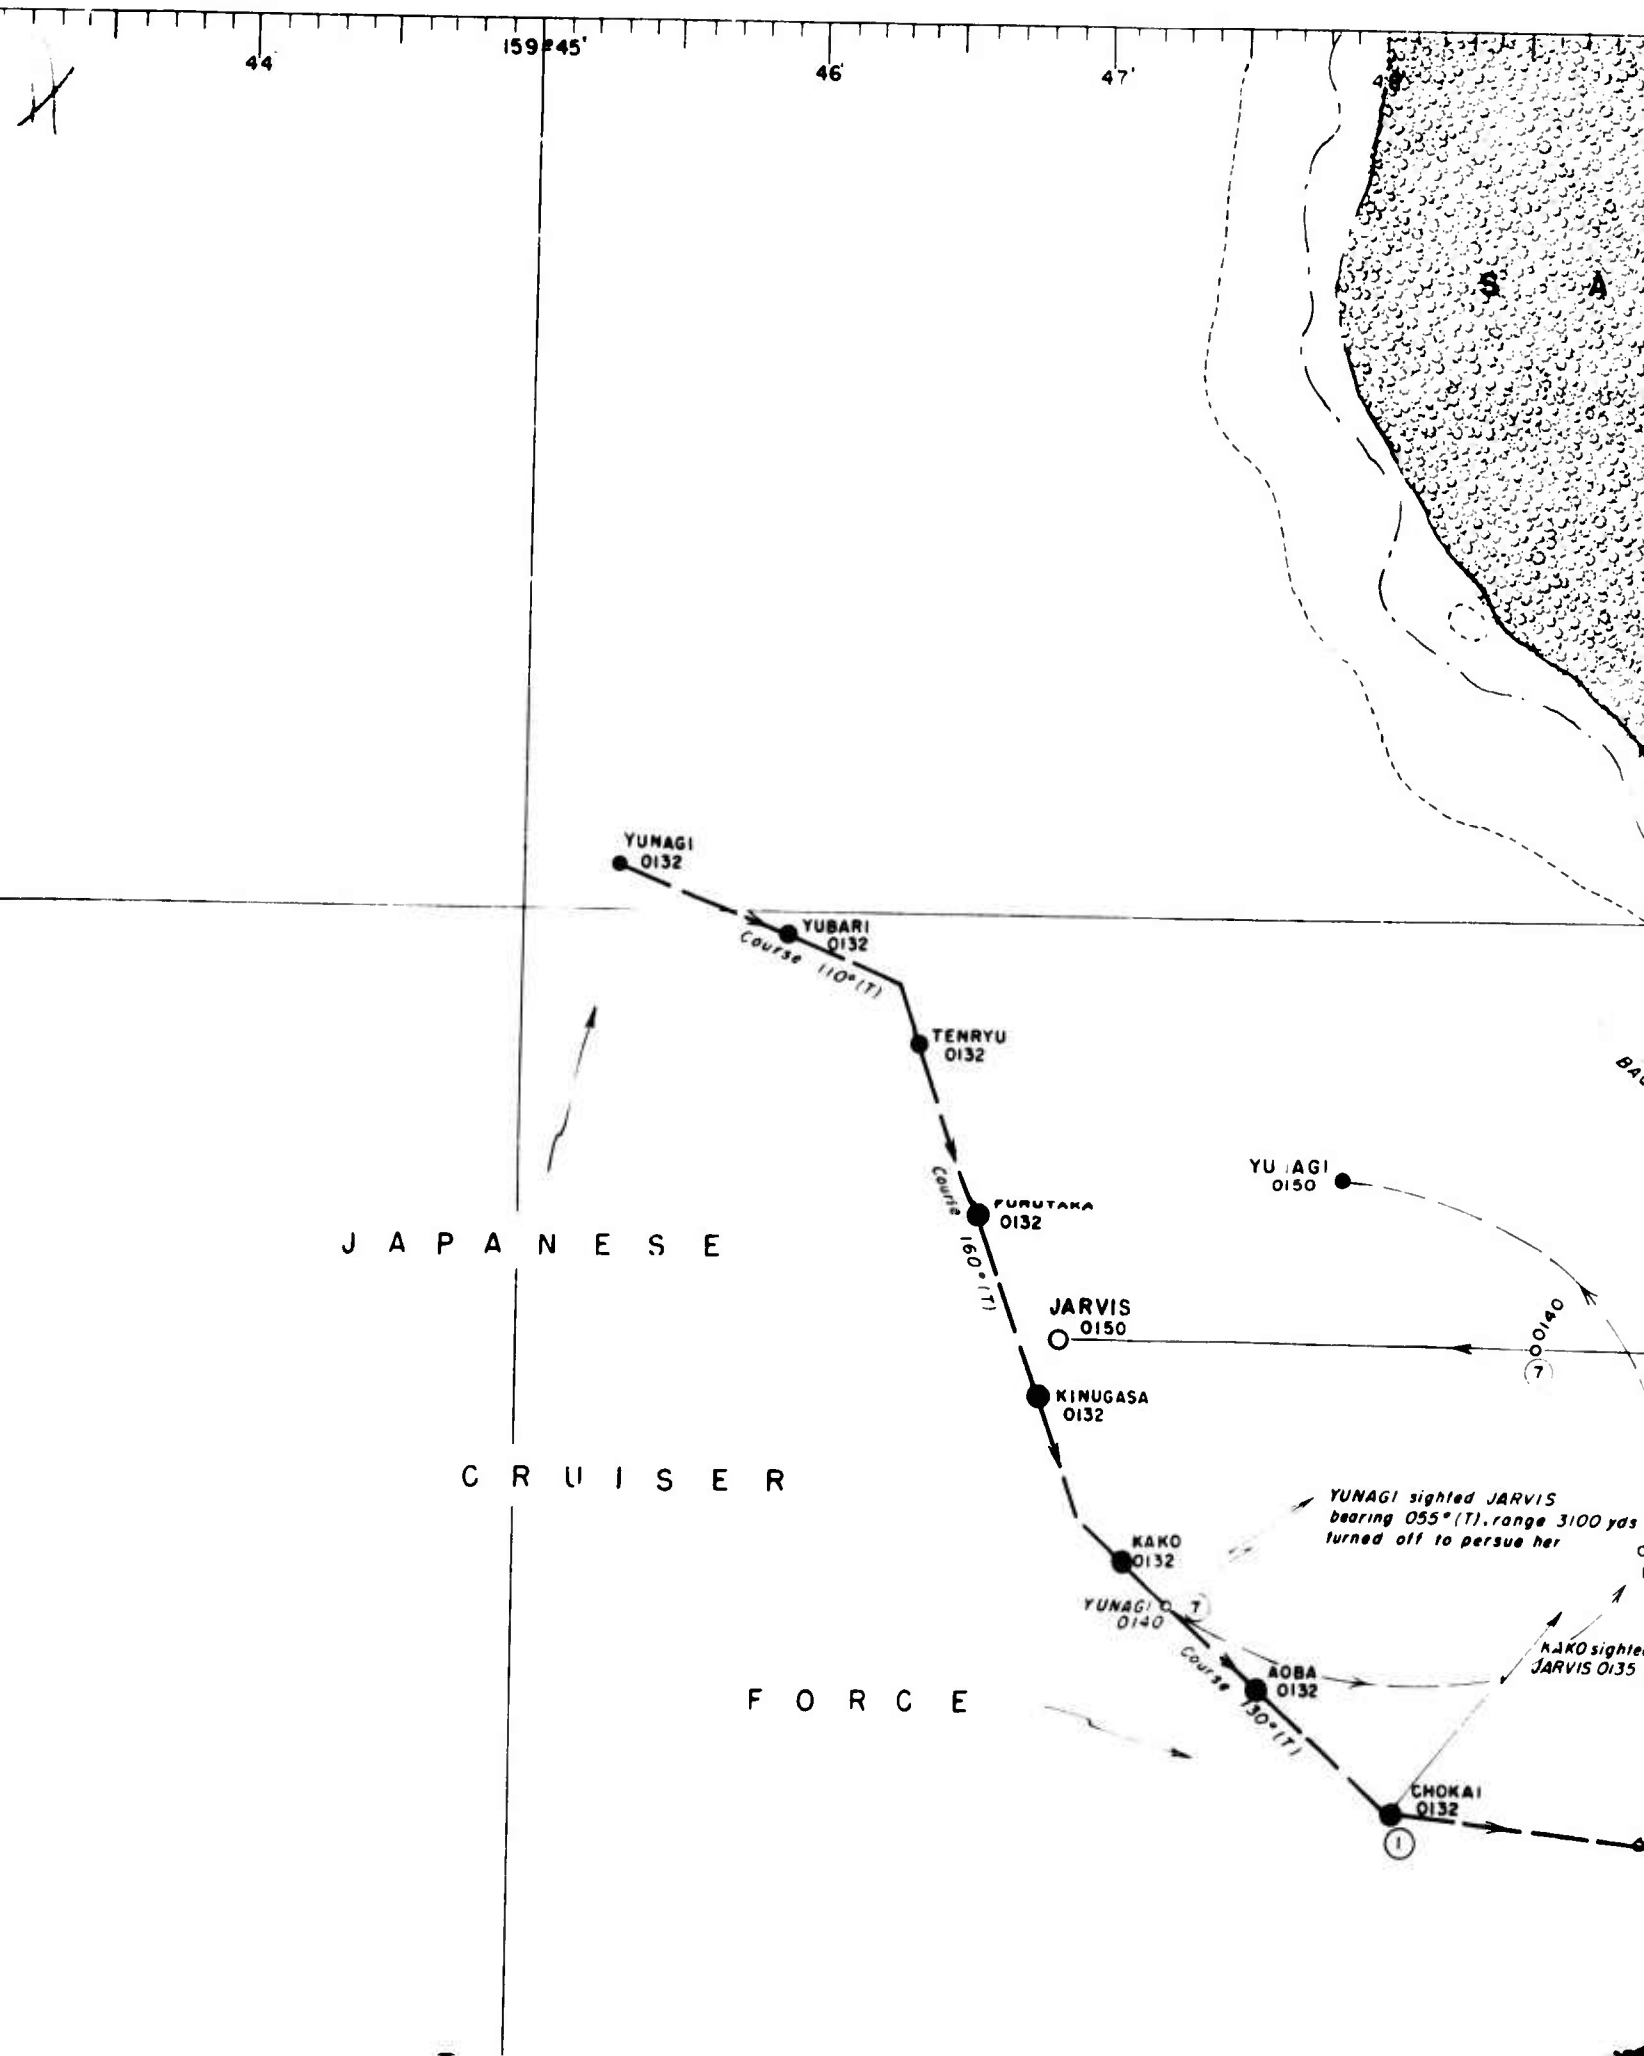 44'
159°45'
46'
47'
48'
S A
YUNAGI
0132
YUBARI
0132
Course 110°(T)
TENRYU
0132
FURUTAKA
0132
Course 160°(T)
YU AGI
0150
JAPANESE
JARVIS
0150
0140
7
KINUGASA
0132
CRUISER
YUNAGI sighted JARVIS
bearing 055°(T), range 3100 yds
turned off to persue her
KAKO
0132
YUNAGI
0140
7
KAKO sighte
JARVIS 0135
AOBA
0132
Course 130°(T)
FORCE
CHOKAI
0132
1